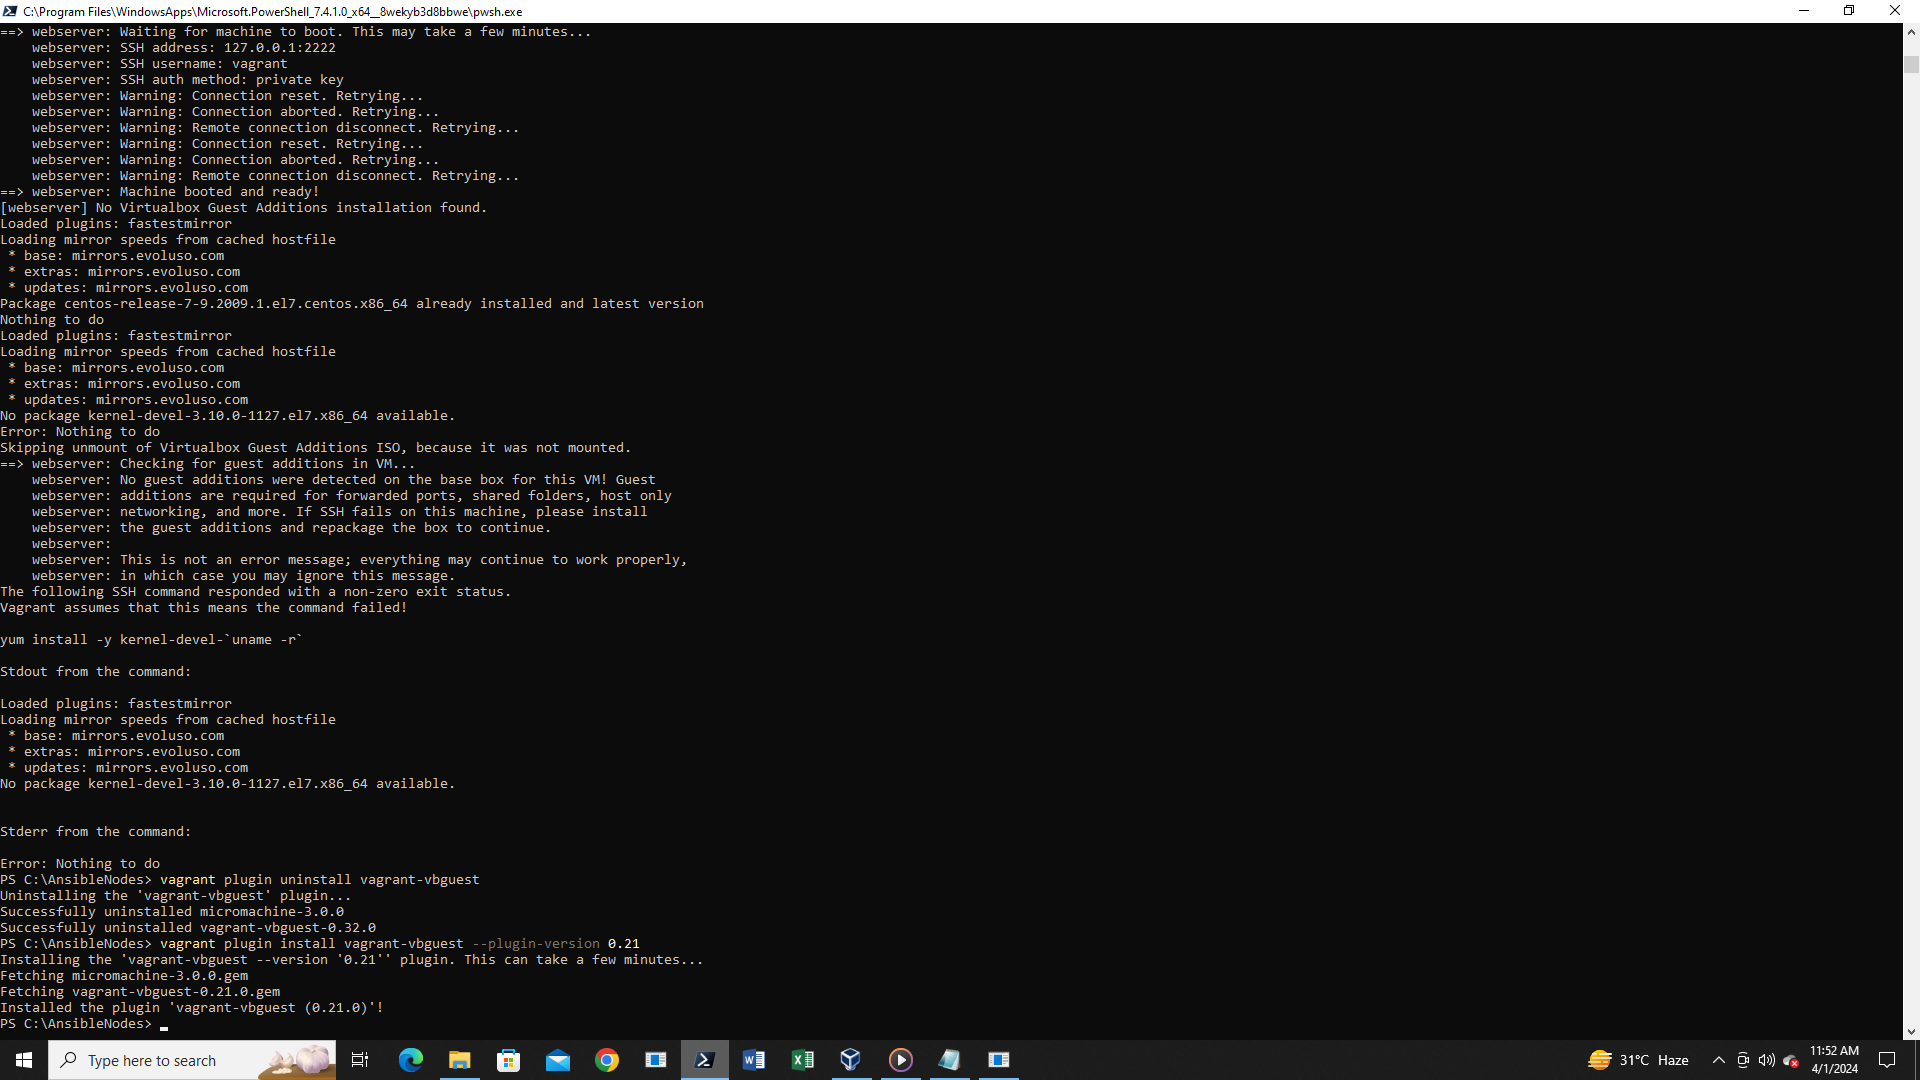 C:\Program Files\WindowsApps\Microsoft.PowerShell_7.4.1.0_x64__8wekyb3d8bbwe\pwsh.exe
==> webserver: Waiting for machine to boot. This may take a few minutes...
    webserver: SSH address: 127.0.0.1:2222
    webserver: SSH username: vagrant
    webserver: SSH auth method: private key
    webserver: Warning: Connection reset. Retrying...
    webserver: Warning: Connection aborted. Retrying...
    webserver: Warning: Remote connection disconnect. Retrying...
    webserver: Warning: Connection reset. Retrying...
    webserver: Warning: Connection aborted. Retrying...
    webserver: Warning: Remote connection disconnect. Retrying...
==> webserver: Machine booted and ready!
[webserver] No Virtualbox Guest Additions installation found.
Loaded plugins: fastestmirror
Loading mirror speeds from cached hostfile
 * base: mirrors.evoluso.com
 * extras: mirrors.evoluso.com
 * updates: mirrors.evoluso.com
Package centos-release-7-9.2009.1.el7.centos.x86_64 already installed and latest version
Nothing to do
Loaded plugins: fastestmirror
Loading mirror speeds from cached hostfile
 * base: mirrors.evoluso.com
 * extras: mirrors.evoluso.com
 * updates: mirrors.evoluso.com
No package kernel-devel-3.10.0-1127.el7.x86_64 available.
Error: Nothing to do
Skipping unmount of Virtualbox Guest Additions ISO, because it was not mounted.
==> webserver: Checking for guest additions in VM...
    webserver: No guest additions were detected on the base box for this VM! Guest
    webserver: additions are required for forwarded ports, shared folders, host only
    webserver: networking, and more. If SSH fails on this machine, please install
    webserver: the guest additions and repackage the box to continue.
    webserver:
    webserver: This is not an error message; everything may continue to work properly,
    webserver: in which case you may ignore this message.
The following SSH command responded with a non-zero exit status.
Vagrant assumes that this means the command failed!
yum install -y kernel-devel-`uname -r`
Stdout from the command:
Loaded plugins: fastestmirror
Loading mirror speeds from cached hostfile
 * base: mirrors.evoluso.com
 * extras: mirrors.evoluso.com
 * updates: mirrors.evoluso.com
No package kernel-devel-3.10.0-1127.el7.x86_64 available.
Stderr from the command:
Error: Nothing to do
PS C:\AnsibleNodes> vagrant plugin uninstall vagrant-vbguest
Uninstalling the 'vagrant-vbguest' plugin...
Successfully uninstalled micromachine-3.0.0
Successfully uninstalled vagrant-vbguest-0.32.0
PS C:\AnsibleNodes> vagrant plugin install vagrant-vbguest --plugin-version 0.21
Installing the 'vagrant-vbguest --version '0.21'' plugin. This can take a few minutes...
Fetching micromachine-3.0.0.gem
Fetching vagrant-vbguest-0.21.0.gem
Installed the plugin 'vagrant-vbguest (0.21.0)'!
PS C:\AnsibleNodes>
Type here to search
31°C Haze
11:52 AM
4/1/2024